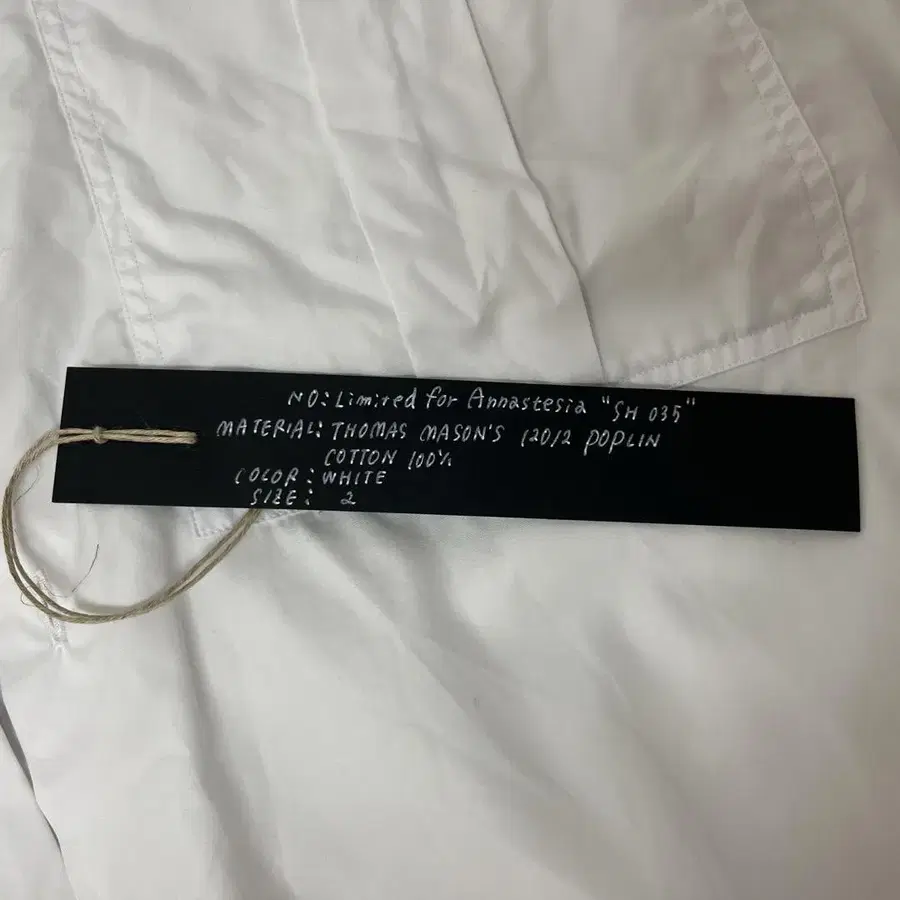 NO: Limited for Annastesia "SH 035"
MATERIAL: THOMAS MASON'S 120/2 POPLIN
COTTON 100%
COLOR: WHITE
SIZE: 2